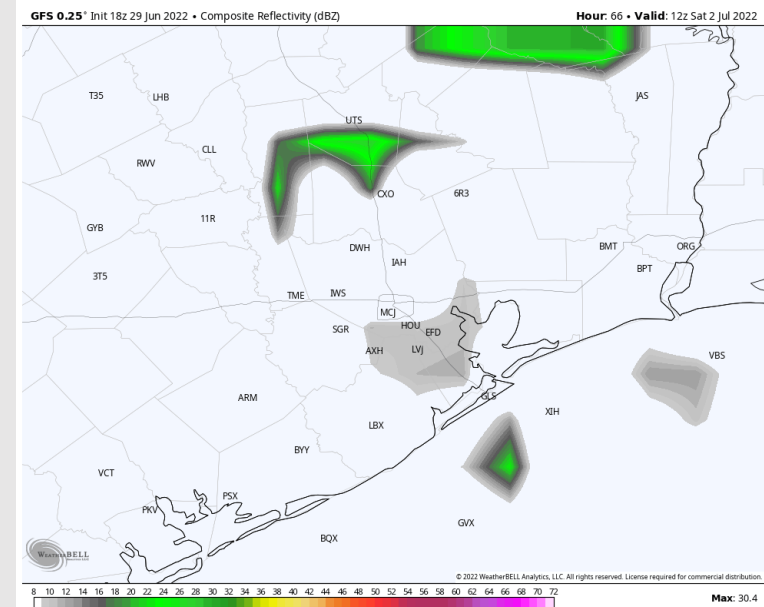 GFS 0.25° Init 18z 29 Jun 2022 • Composite Reflectivity (dBZ) Hour: 66 • Valid: 12z Sat 2 Jul 2022
T35 LHB JAS
UTS
CLL
RWV
CXO 6R3
11R
GYB
DWH BMT ORG
IAH BPT
3T5
TME IWS
MCJ
SGR HOU EFD
AXH LVJ VBS
ARM GLS
XIH
LBX
BYY
VCT
PSX
PKV
GVX
BQX
WEATHERBELL
© 2022 WeatherBELL Analytics, LLC. All rights reserved. License required for commercial distribution.
8 10 12 14 16 18 20 22 24 26 28 30 32 34 36 38 40 42 44 46 48 50 52 54 56 58 60 62 64 66 68 70 72 Max: 30.4